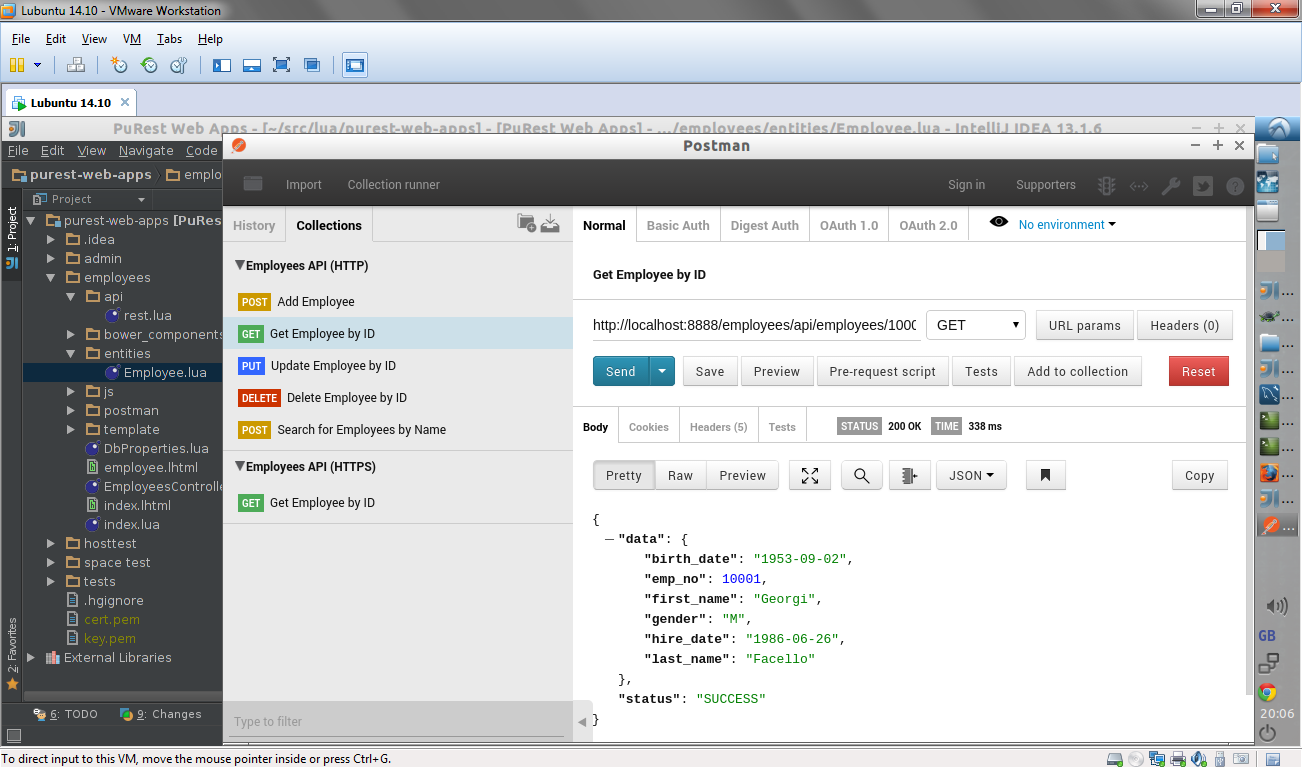 Lubuntu 14.10 - VMware Workstation
File Edit View VM Tabs Help
Lubuntu 14.10
PuRest Web Apps - [~/src/lua/purest-web-apps] - [PuRest Web Apps] - .../employees/entities/Employee.lua - IntelliJ IDEA 13.1.6
File Edit View Navigate Code
Postman
purest-web-apps emplo
Import Collection runner Sign in Supporters
Project
1: Project
2: Favorites
purest-web-apps [PuRes
.idea
admin
employees
api
rest.lua
bower_components
entities
Employee.lua
js
postman
template
DbProperties.lua
employee.lhtml
EmployeesControlle
index.lhtml
index.lua
hosttest
space test
tests
.hgignore
cert.pem
key.pem
External Libraries
6: TODO 9: Changes
History Collections
Employees API (HTTP)
POST Add Employee
GET Get Employee by ID
PUT Update Employee by ID
DELETE Delete Employee by ID
POST Search for Employees by Name
Employees API (HTTPS)
GET Get Employee by ID
Type to filter
Normal Basic Auth Digest Auth OAuth 1.0 OAuth 2.0 No environment
Get Employee by ID
http://localhost:8888/employees/api/employees/1000 GET URL params Headers (0)
Send Save Preview Pre-request script Tests Add to collection Reset
Body Cookies Headers (5) Tests STATUS 200 OK TIME 338 ms
Pretty Raw Preview JSON Copy
{
"data": {
"birth_date": "1953-09-02",
"emp_no": 10001,
"first_name": "Georgi",
"gender": "M",
"hire_date": "1986-06-26",
"last_name": "Facello"
},
"status": "SUCCESS"
}
...
...
...
...
...
...
...
...
...
...
GB
20:06
To direct input to this VM, move the mouse pointer inside or press Ctrl+G.